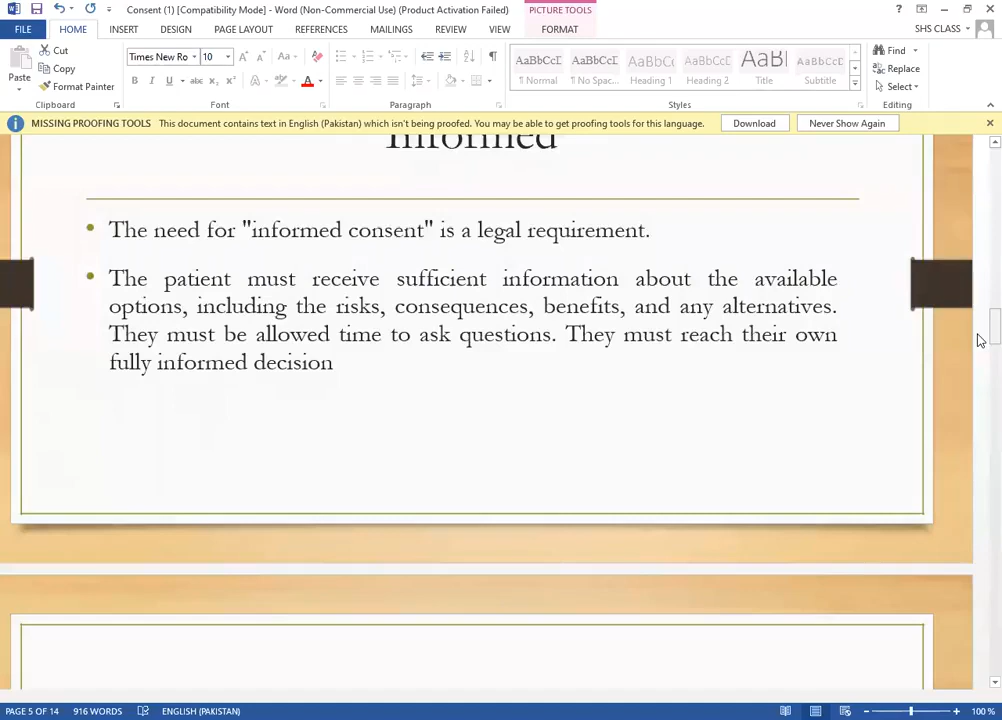 Consent (1) [Compatibility Mode] - Word (Non-Commercial Use) (Product Activation Failed)
PICTURE TOOLS
FILE HOME INSERT DESIGN PAGE LAYOUT REFERENCES MAILINGS REVIEW VIEW FORMAT SHS CLASS
Paste
Cut
Copy
Format Painter
Clipboard
Times New Ro 10
Font
Paragraph
AaBbCcDc AaBbCcDc AaBbCc AaBbCcD AaBl AaBbCcD
¶ Normal ¶ No Spac... Heading 1 Heading 2 Title Subtitle
Styles
Find
Replace
Select
Editing
MISSING PROOFING TOOLS This document contains text in English (Pakistan) which isn't being proofed. You may be able to get proofing tools for this language. Download Never Show Again
Informed
• The need for "informed consent" is a legal requirement.
• The patient must receive sufficient information about the available
options, including the risks, consequences, benefits, and any alternatives.
They must be allowed time to ask questions. They must reach their own
fully informed decision
PAGE 5 OF 14 916 WORDS ENGLISH (PAKISTAN) 100 %